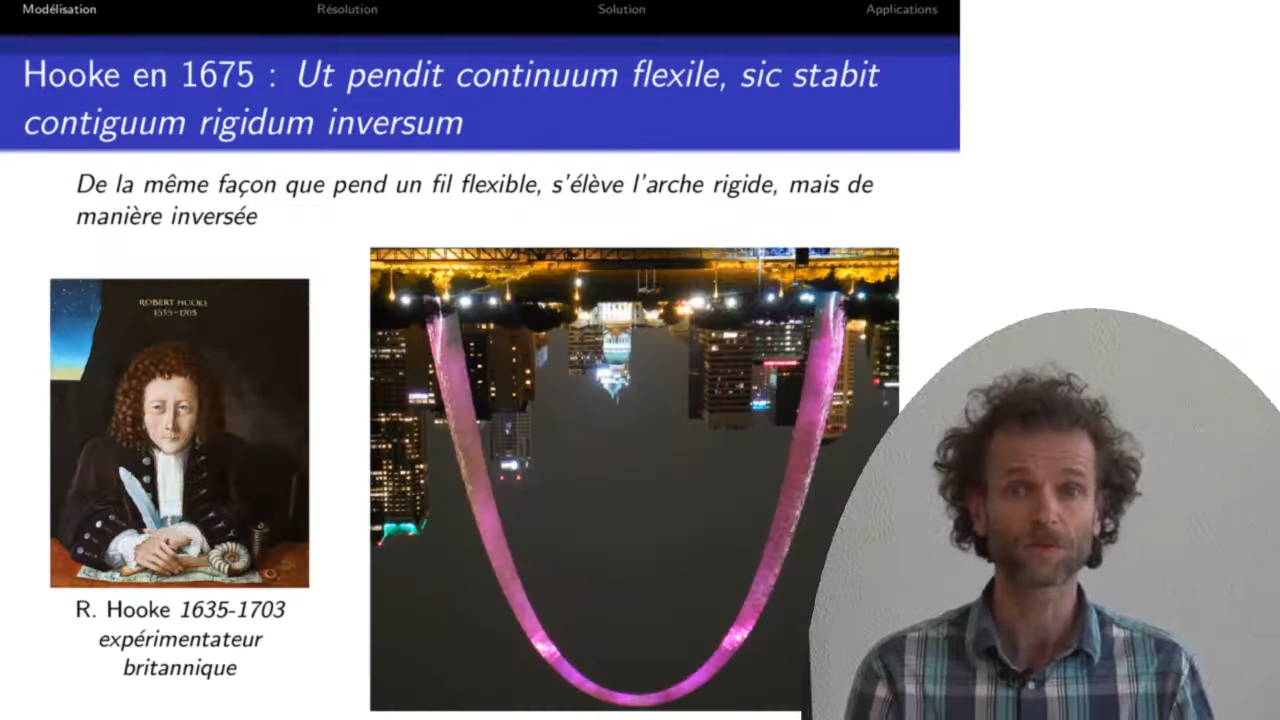 Modélisation
Résolution
Solution
Applications
Hooke en 1675 : Ut pendit continuum flexile, sic stabit
contiguum rigidum inversum
De la même façon que pend un fil flexible, s'élève l'arche rigide, mais de
manière inversée
ROBERT HOOKE
1635-1703
R. Hooke 1635-1703
expérimentateur
britannique